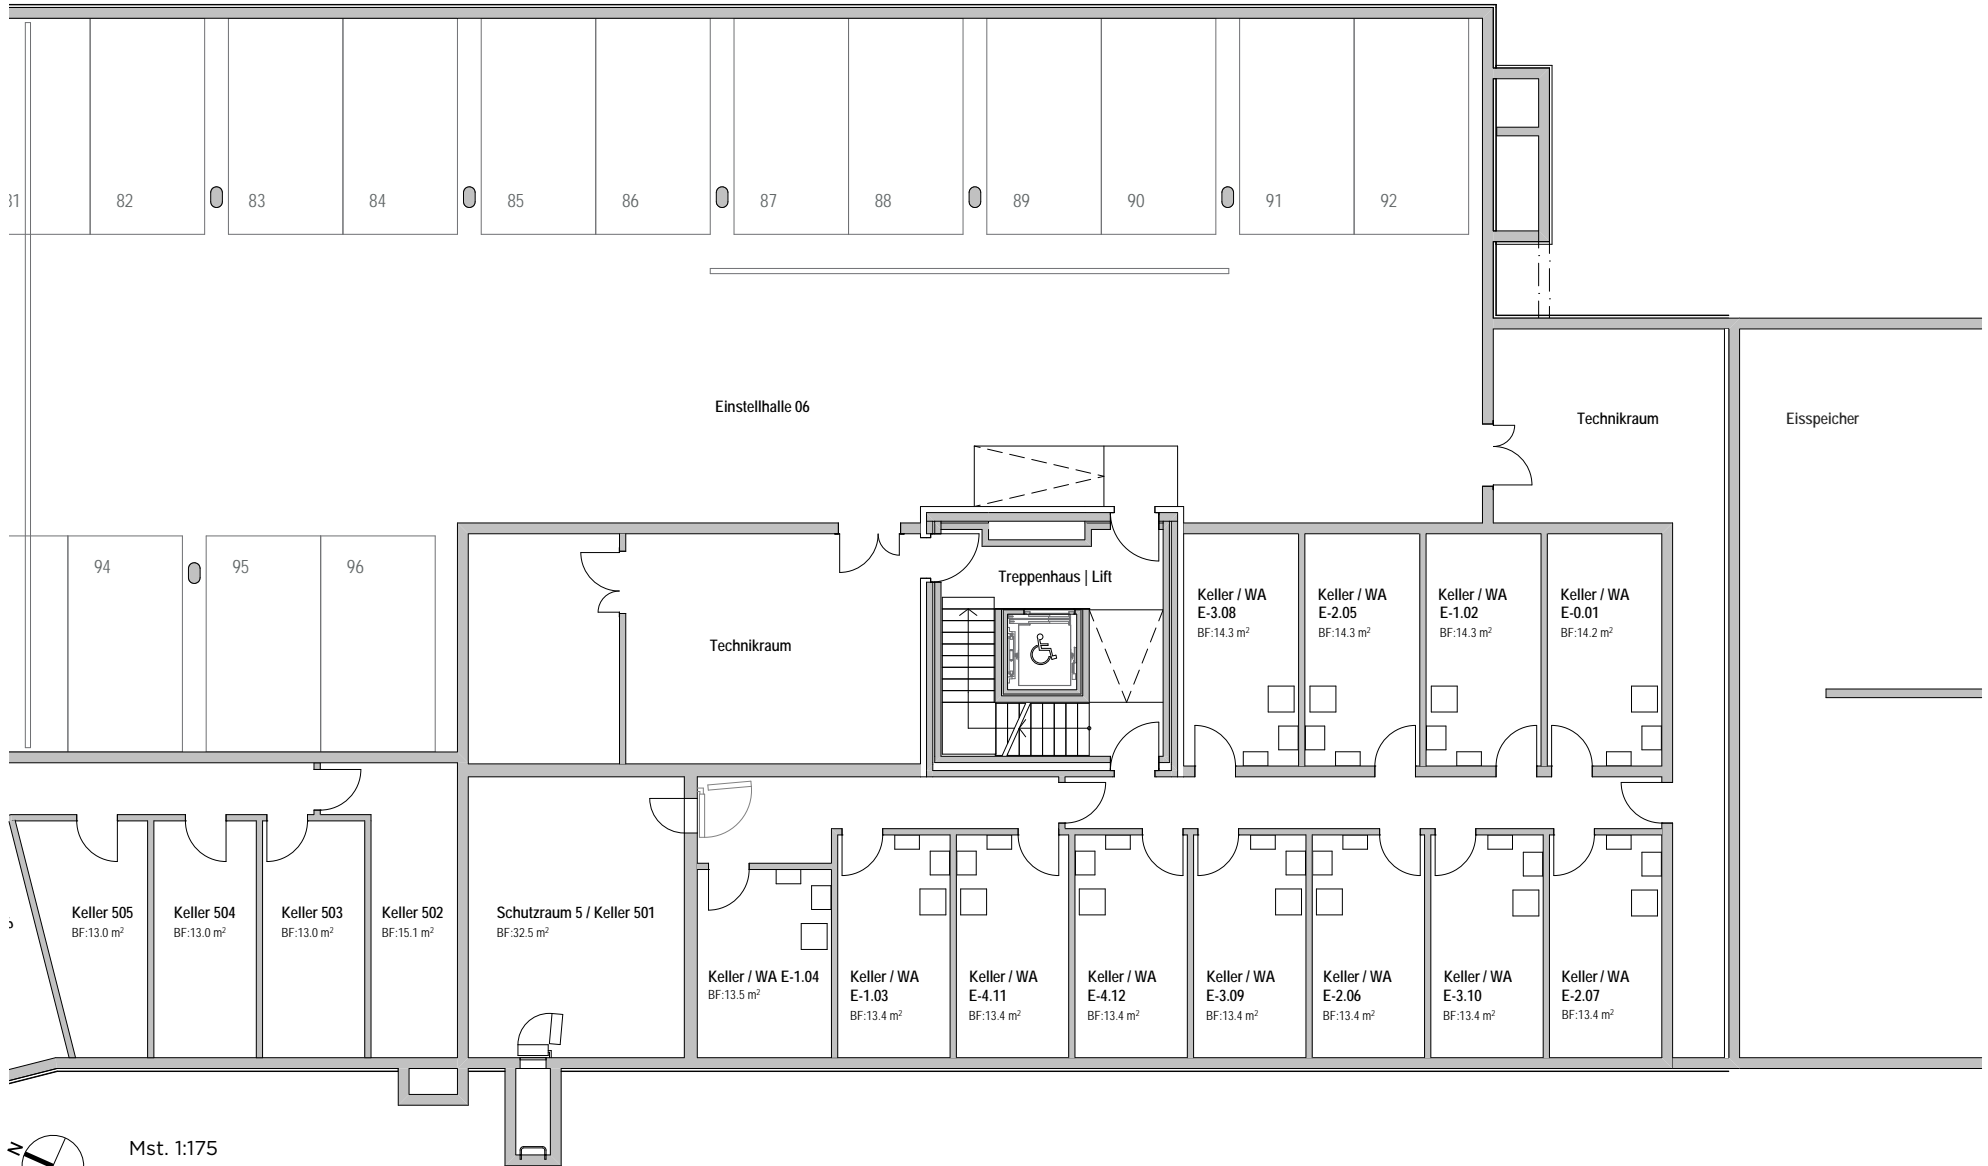 82
83
84
85
86
87
88
89
90
91
92
Einstellhalle 06
Technikraum
Eisspeicher
94
95
96
Treppenhaus | Lift
Technikraum
Keller / WA
E-3.08
BF:14.3 m²
Keller / WA
E-2.05
BF:14.3 m²
Keller / WA
E-1.02
BF:14.3 m²
Keller / WA
E-0.01
BF:14.2 m²
Keller 505
BF:13.0 m²
Keller 504
BF:13.0 m²
Keller 503
BF:13.0 m²
Keller 502
BF:15.1 m²
Schutzraum 5 / Keller 501
BF:32.5 m²
Keller / WA E-1.04
BF:13.5 m²
Keller / WA
E-1.03
BF:13.4 m²
Keller / WA
E-4.11
BF:13.4 m²
Keller / WA
E-4.12
BF:13.4 m²
Keller / WA
E-3.09
BF:13.4 m²
Keller / WA
E-2.06
BF:13.4 m²
Keller / WA
E-3.10
BF:13.4 m²
Keller / WA
E-2.07
BF:13.4 m²
N
Mst. 1:175